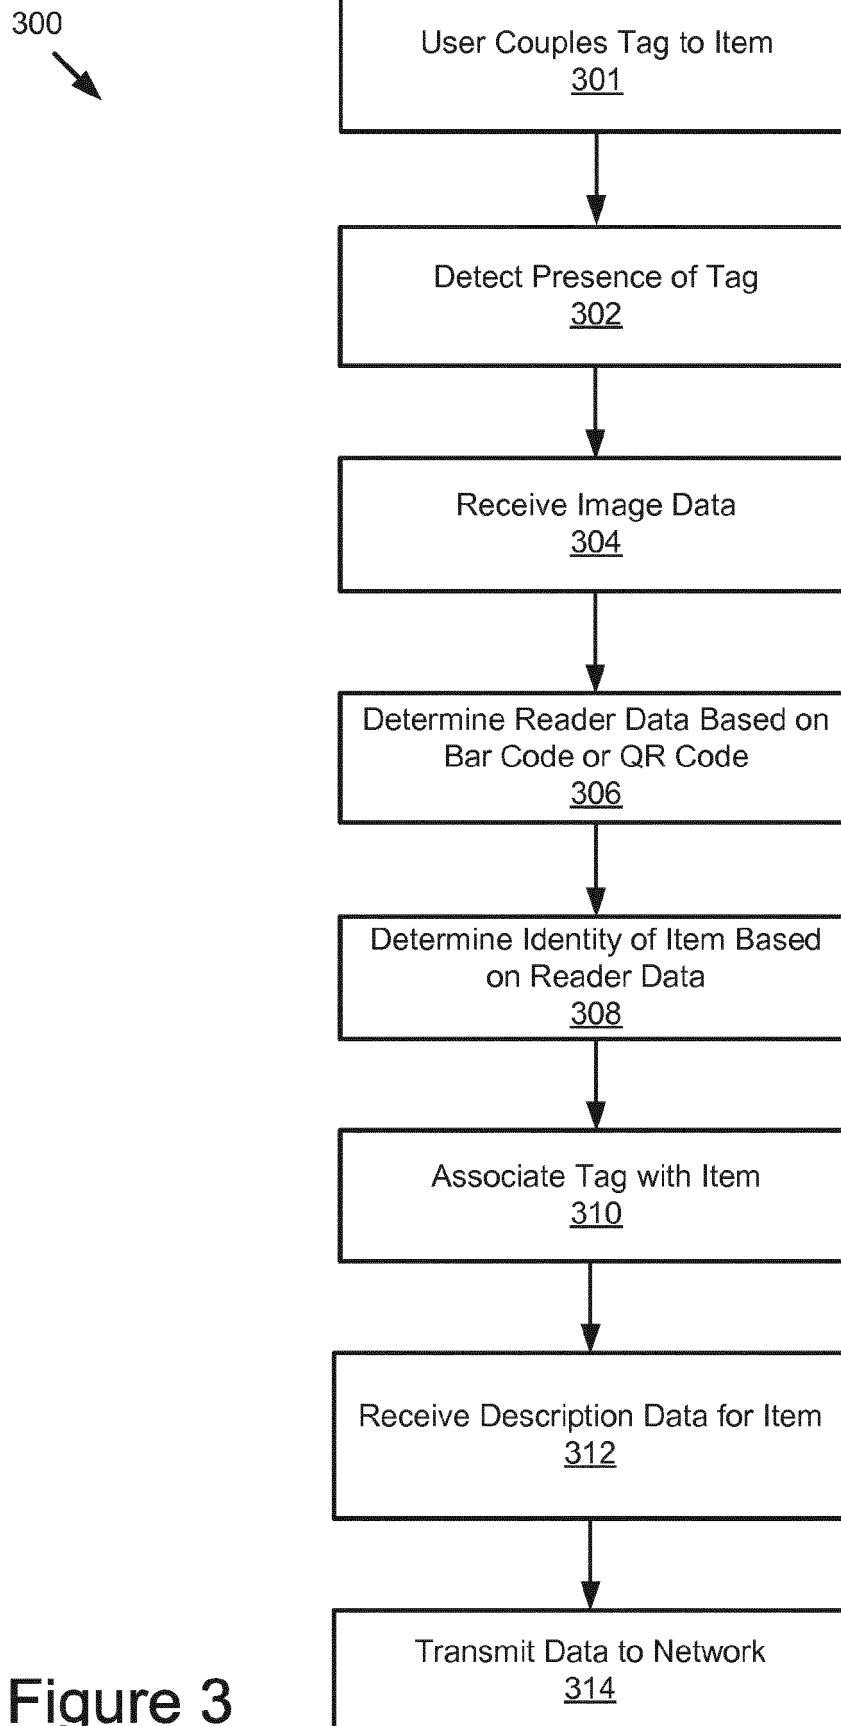 300
User Couples Tag to Item
301
Detect Presence of Tag
302
Receive Image Data
304
Determine Reader Data Based on
Bar Code or QR Code
306
Determine Identity of Item Based
on Reader Data
308
Associate Tag with Item
310
Receive Description Data for Item
312
Transmit Data to Network
314
Figure 3